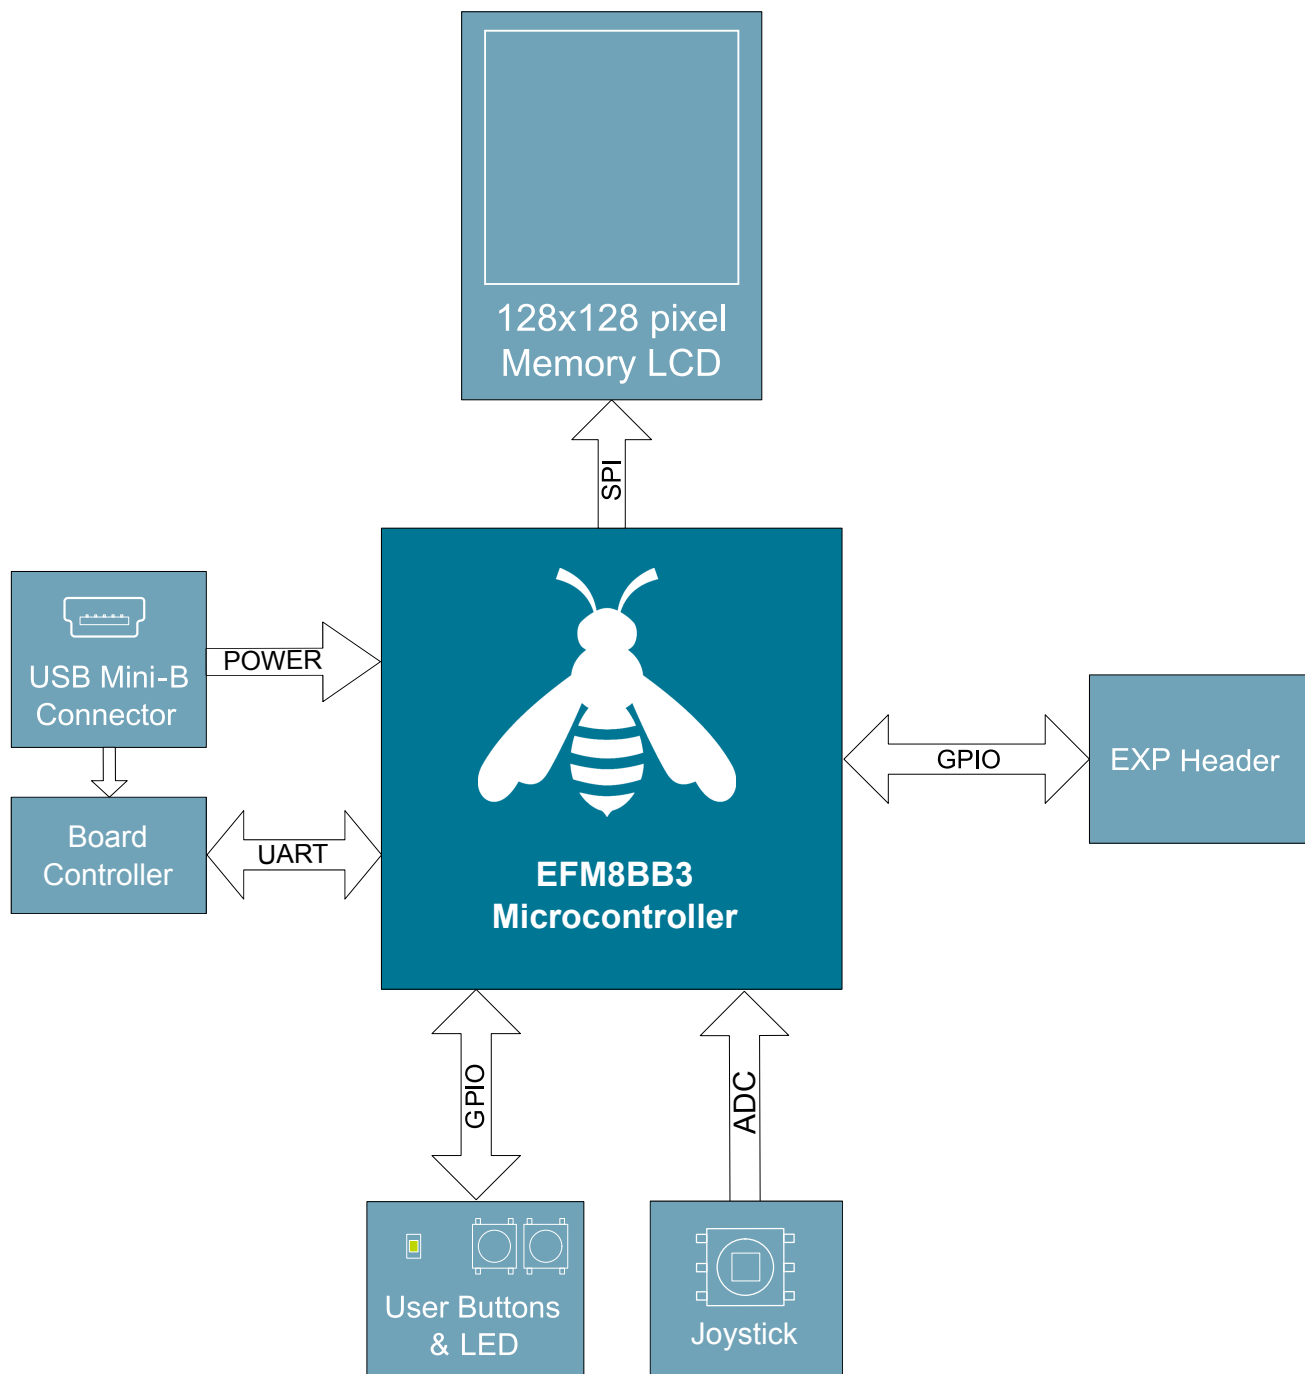 128x128 pixel
Memory LCD
SPI
USB Mini-B
Connector
POWER
Board
Controller
UART
EFM8BB3
Microcontroller
GPIO
EXP Header
GPIO
ADC
User Buttons
& LED
Joystick